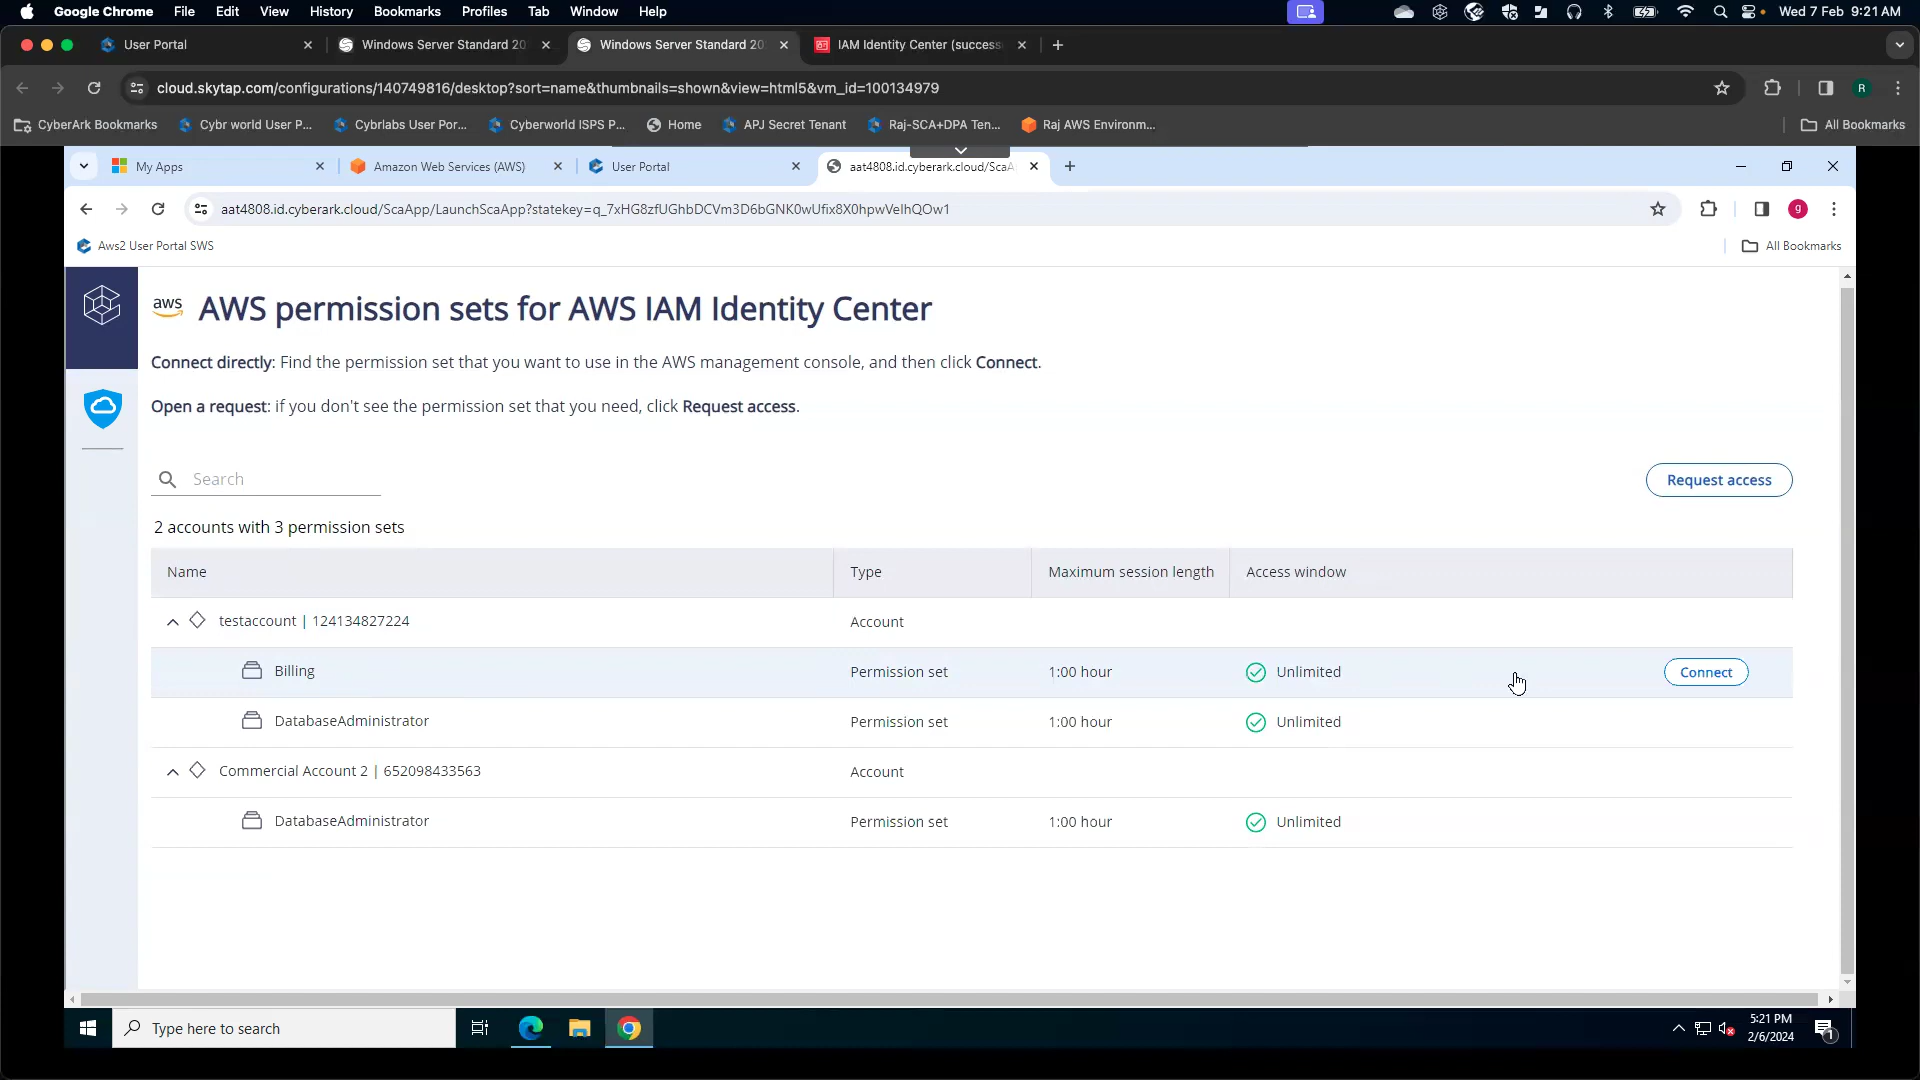 Google Chrome File Edit View History Bookmarks Profiles Tab Window Help Wed 7 Feb 9:21 AM
User Portal Windows Server Standard 20 Windows Server Standard 20 IAM Identity Center (success
cloud.skytap.com/configurations/140749816/desktop?sort=name&thumbnails=shown&view=html5&vm_id=100134979 R
CyberArk Bookmarks Cybr world User P... Cybrlabs User Por... Cyberworld ISPS P... Home APJ Secret Tenant Raj-SCA+DPA Ten... Raj AWS Environm... All Bookmarks
My Apps Amazon Web Services (AWS) User Portal aat4808.id.cyberark.cloud/ScaA
aat4808.id.cyberark.cloud/ScaApp/LaunchScaApp?statekey=q_7xHG8zfUGhbDCVm3D6bGNK0wUfix8X0hpwVeIhQOw1 g
Aws2 User Portal SWS All Bookmarks
aws AWS permission sets for AWS IAM Identity Center
Connect directly: Find the permission set that you want to use in the AWS management console, and then click Connect.
Open a request: if you don't see the permission set that you need, click Request access.
Search Request access
2 accounts with 3 permission sets
Name Type Maximum session length Access window
testaccount | 124134827224 Account
Billing Permission set 1:00 hour Unlimited Connect
DatabaseAdministrator Permission set 1:00 hour Unlimited
Commercial Account 2 | 652098433563 Account
DatabaseAdministrator Permission set 1:00 hour Unlimited
Type here to search 5:21 PM
2/6/2024 1